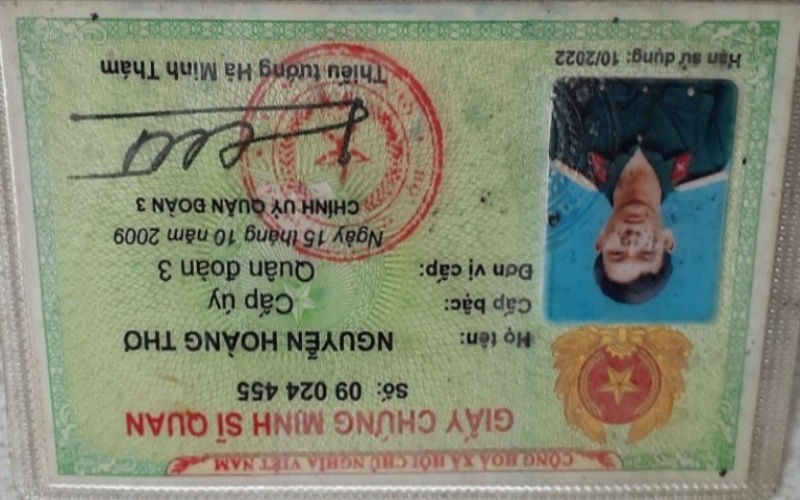 CỘNG HOÀ XÃ HỘI CHỦ NGHĨA VIỆT NAM
GIẤY CHỨNG MINH SĨ QUAN
Số: 09 024 455
Họ tên: NGUYỄN HOÀNG THƠ
Cấp bậc: Cấp úy
Đơn vị cấp: Quân đoàn 3
Ngày 15 tháng 10 năm 2009
CHÍNH UỶ QUÂN ĐOÀN 3
Thiếu tướng Hà Minh Thám
Hạn sử dụng: 10/2022